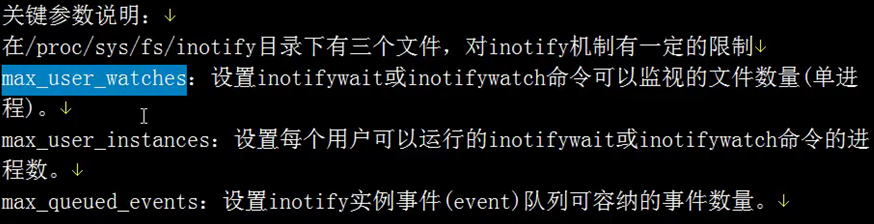 关键参数说明：↓
在/proc/sys/fs/inotify目录下有三个文件，对inotify机制有一定的限制↓
max_user_watches：设置inotifywait或inotifywatch命令可以监视的文件数量(单进
程)。↓
max_user_instances：设置每个用户可以运行的inotifywait或inotifywatch命令的进
程数。↓
max_queued_events：设置inotify实例事件(event)队列可容纳的事件数量。↓